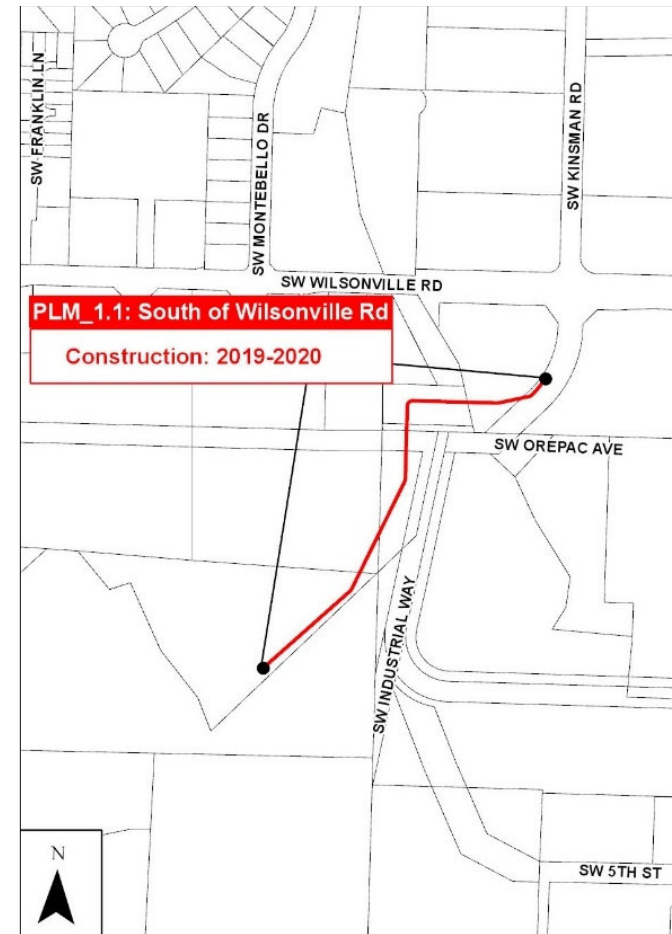 SW FRANKLIN LN
SW MONTEBELLO DR
SW KINSMAN RD
SW WILSONVILLE RD
PLM_1.1: South of Wilsonville Rd
Construction: 2019-2020
SW OREPAC AVE
SW INDUSTRIAL WAY
SW 5TH ST
N